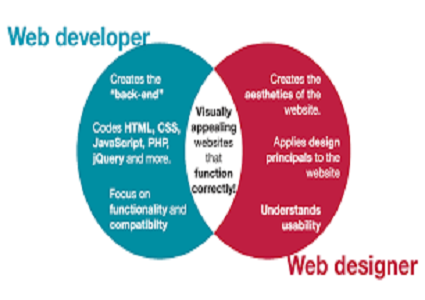 Web developer
Creates the
"back-end"
Codes HTML, CSS,
JavaScript, PHP,
jQuery and more.
Focus on
functionality and
compatibility
Visually
appealing
websites
that
function
correctly!
Creates the
aesthetics of the
website.
Applies design
principals to the
website
Understands
usability
Web designer